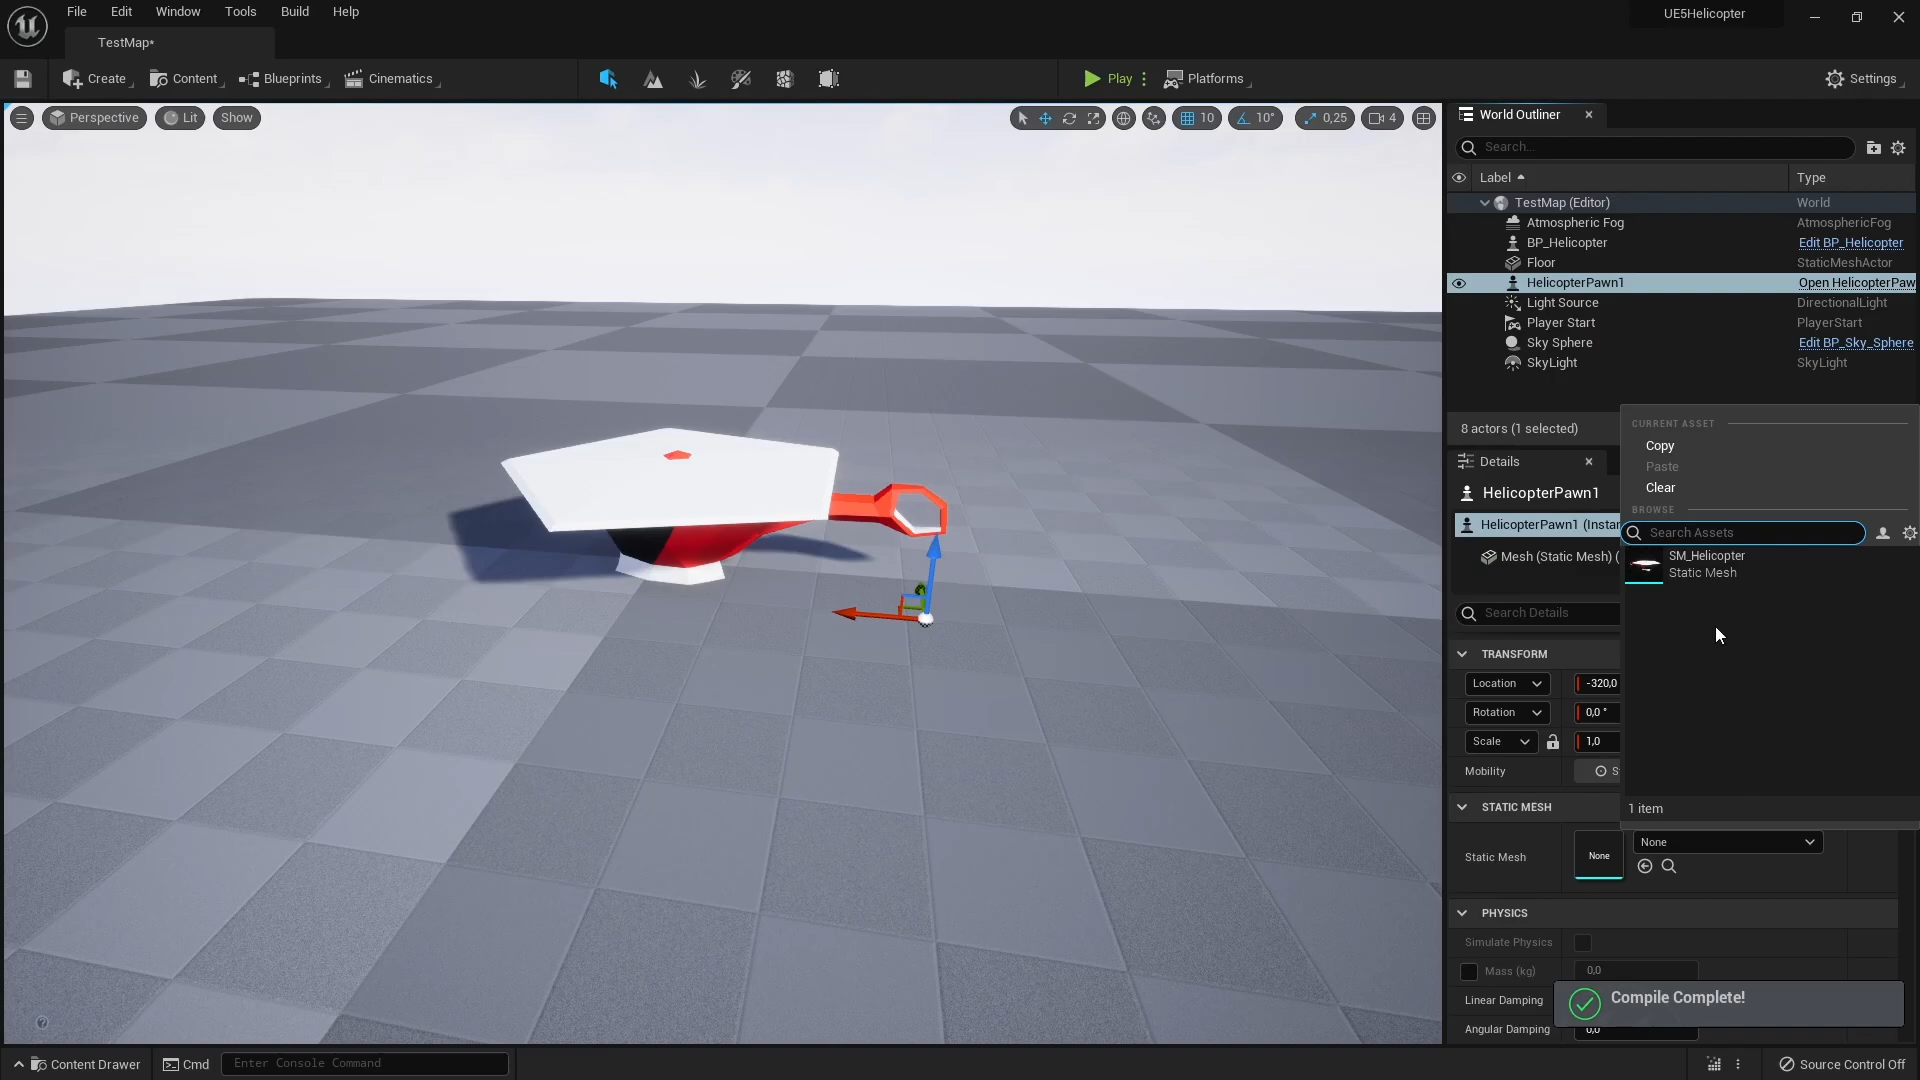 File Edit Window Tools Build Help
UE5Helicopter
TestMap*
Create Content Blueprints Cinematics
Play Platforms
Settings
Perspective Lit Show
10 10° 0,25 4
World Outliner
Search...
Label Type
TestMap (Editor) World
Atmospheric Fog AtmosphericFog
BP_Helicopter Edit BP_Helicopter
Floor StaticMeshActor
HelicopterPawn1 Open HelicopterPaw
Light Source DirectionalLight
Player Start PlayerStart
Sky Sphere Edit BP_Sky_Sphere
SkyLight SkyLight
8 actors (1 selected)
CURRENT ASSET
Copy
Paste
Clear
BROWSE
Search Assets
SM_Helicopter
Static Mesh
1 item
Details
HelicopterPawn1
HelicopterPawn1 (Instan
Mesh (Static Mesh) (
Search Details
TRANSFORM
Location -320,0
Rotation 0,0 °
Scale 1,0
Mobility S
STATIC MESH
Static Mesh None None
PHYSICS
Simulate Physics
Mass (kg) 0,0
Linear Damping
Angular Damping 0,0
Compile Complete!
Content Drawer Cmd Enter Console Command
Source Control Off